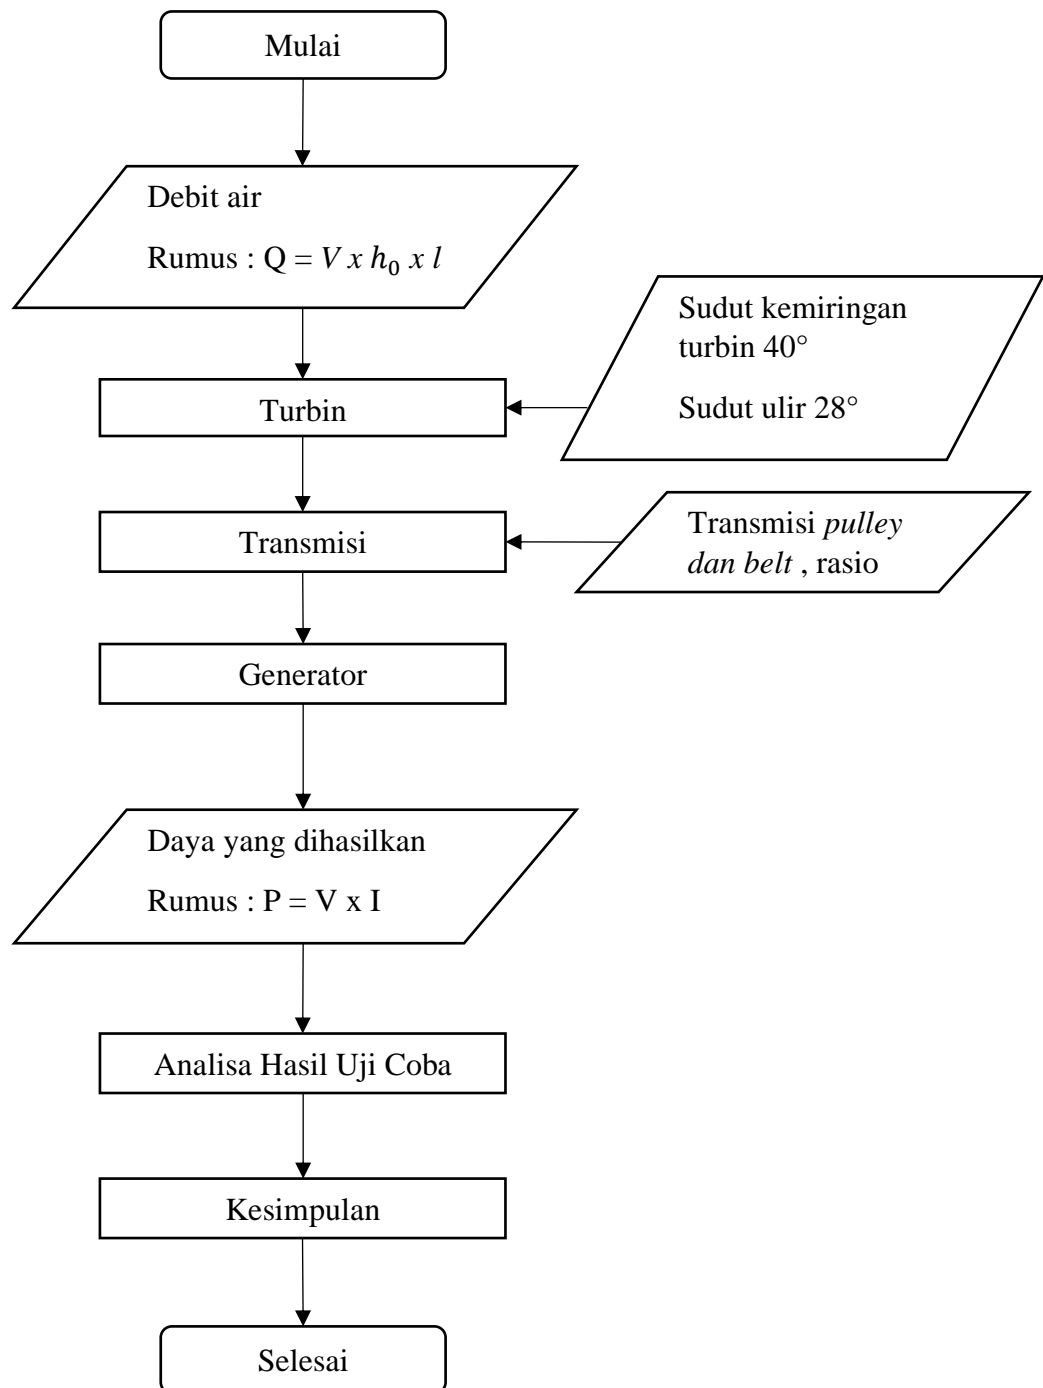 Mulai
Debit air
Rumus : Q = V x h₀ x l
Sudut kemiringan
turbin 40°
Sudut ulir 28°
Turbin
Transmisi pulley
dan belt , rasio
Transmisi
Generator
Daya yang dihasilkan
Rumus : P = V x I
Analisa Hasil Uji Coba
Kesimpulan
Selesai